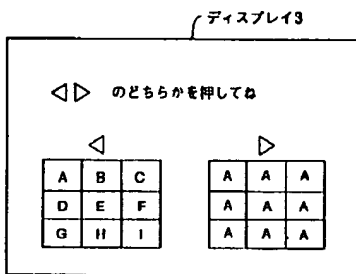 ディスプレイ3
◁▷ のどちらかを押してね
◁ ▷
A B C A A A
D E F A A A
G H I A A A